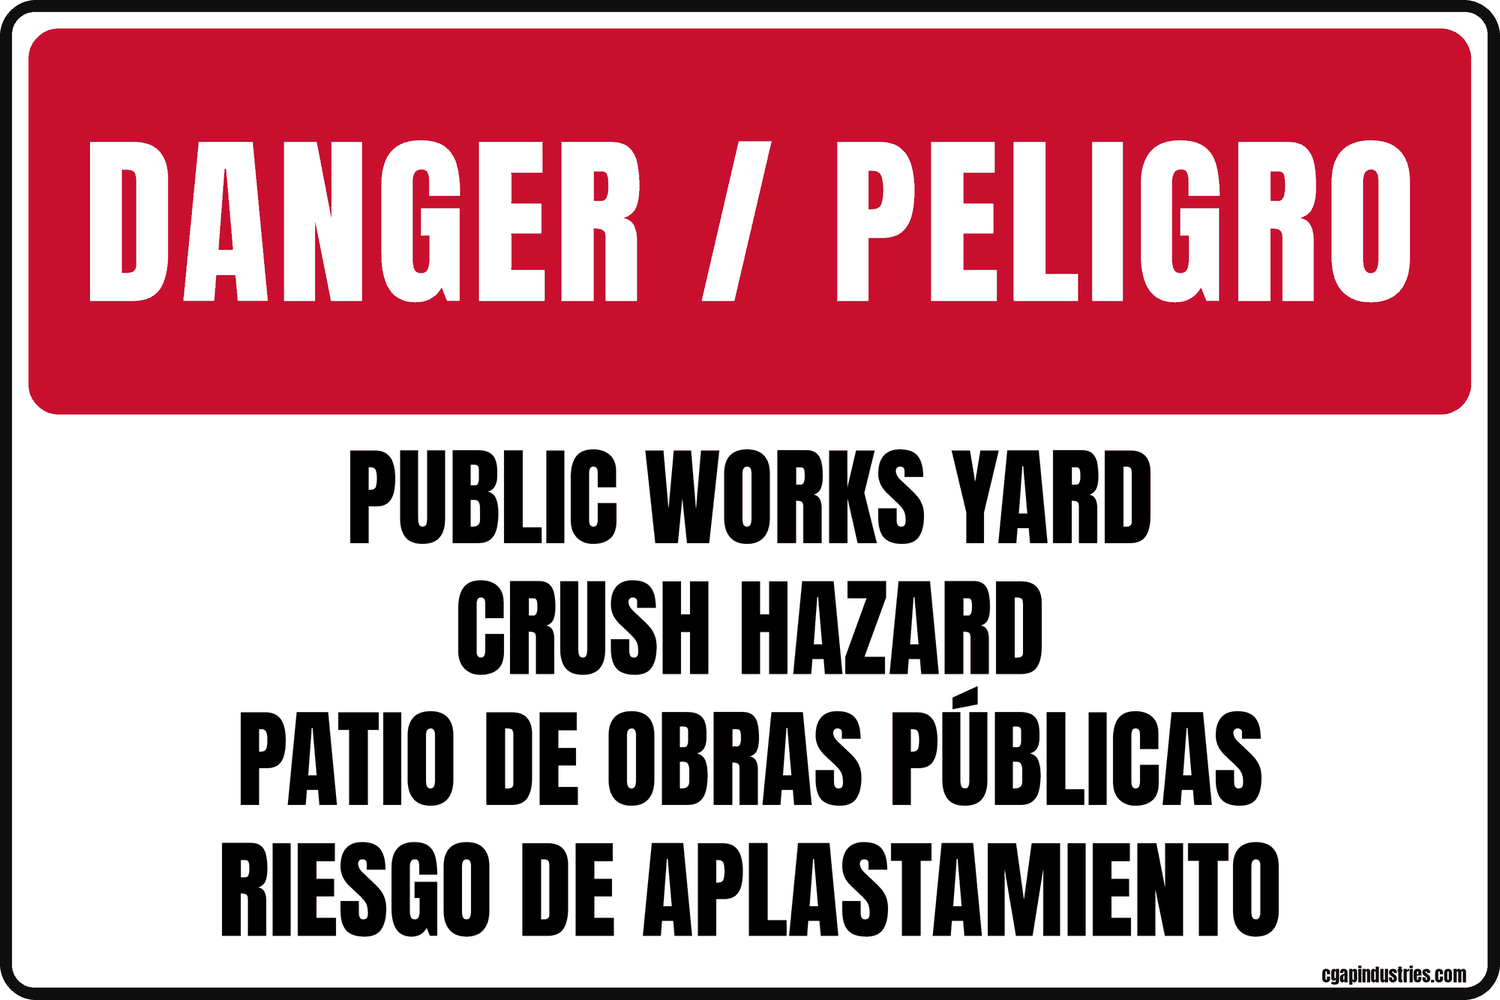 DANGER / PELIGRO
PUBLIC WORKS YARD
CRUSH HAZARD
PATIO DE OBRAS PÚBLICAS
RIESGO DE APLASTAMIENTO
cgapindustries.com